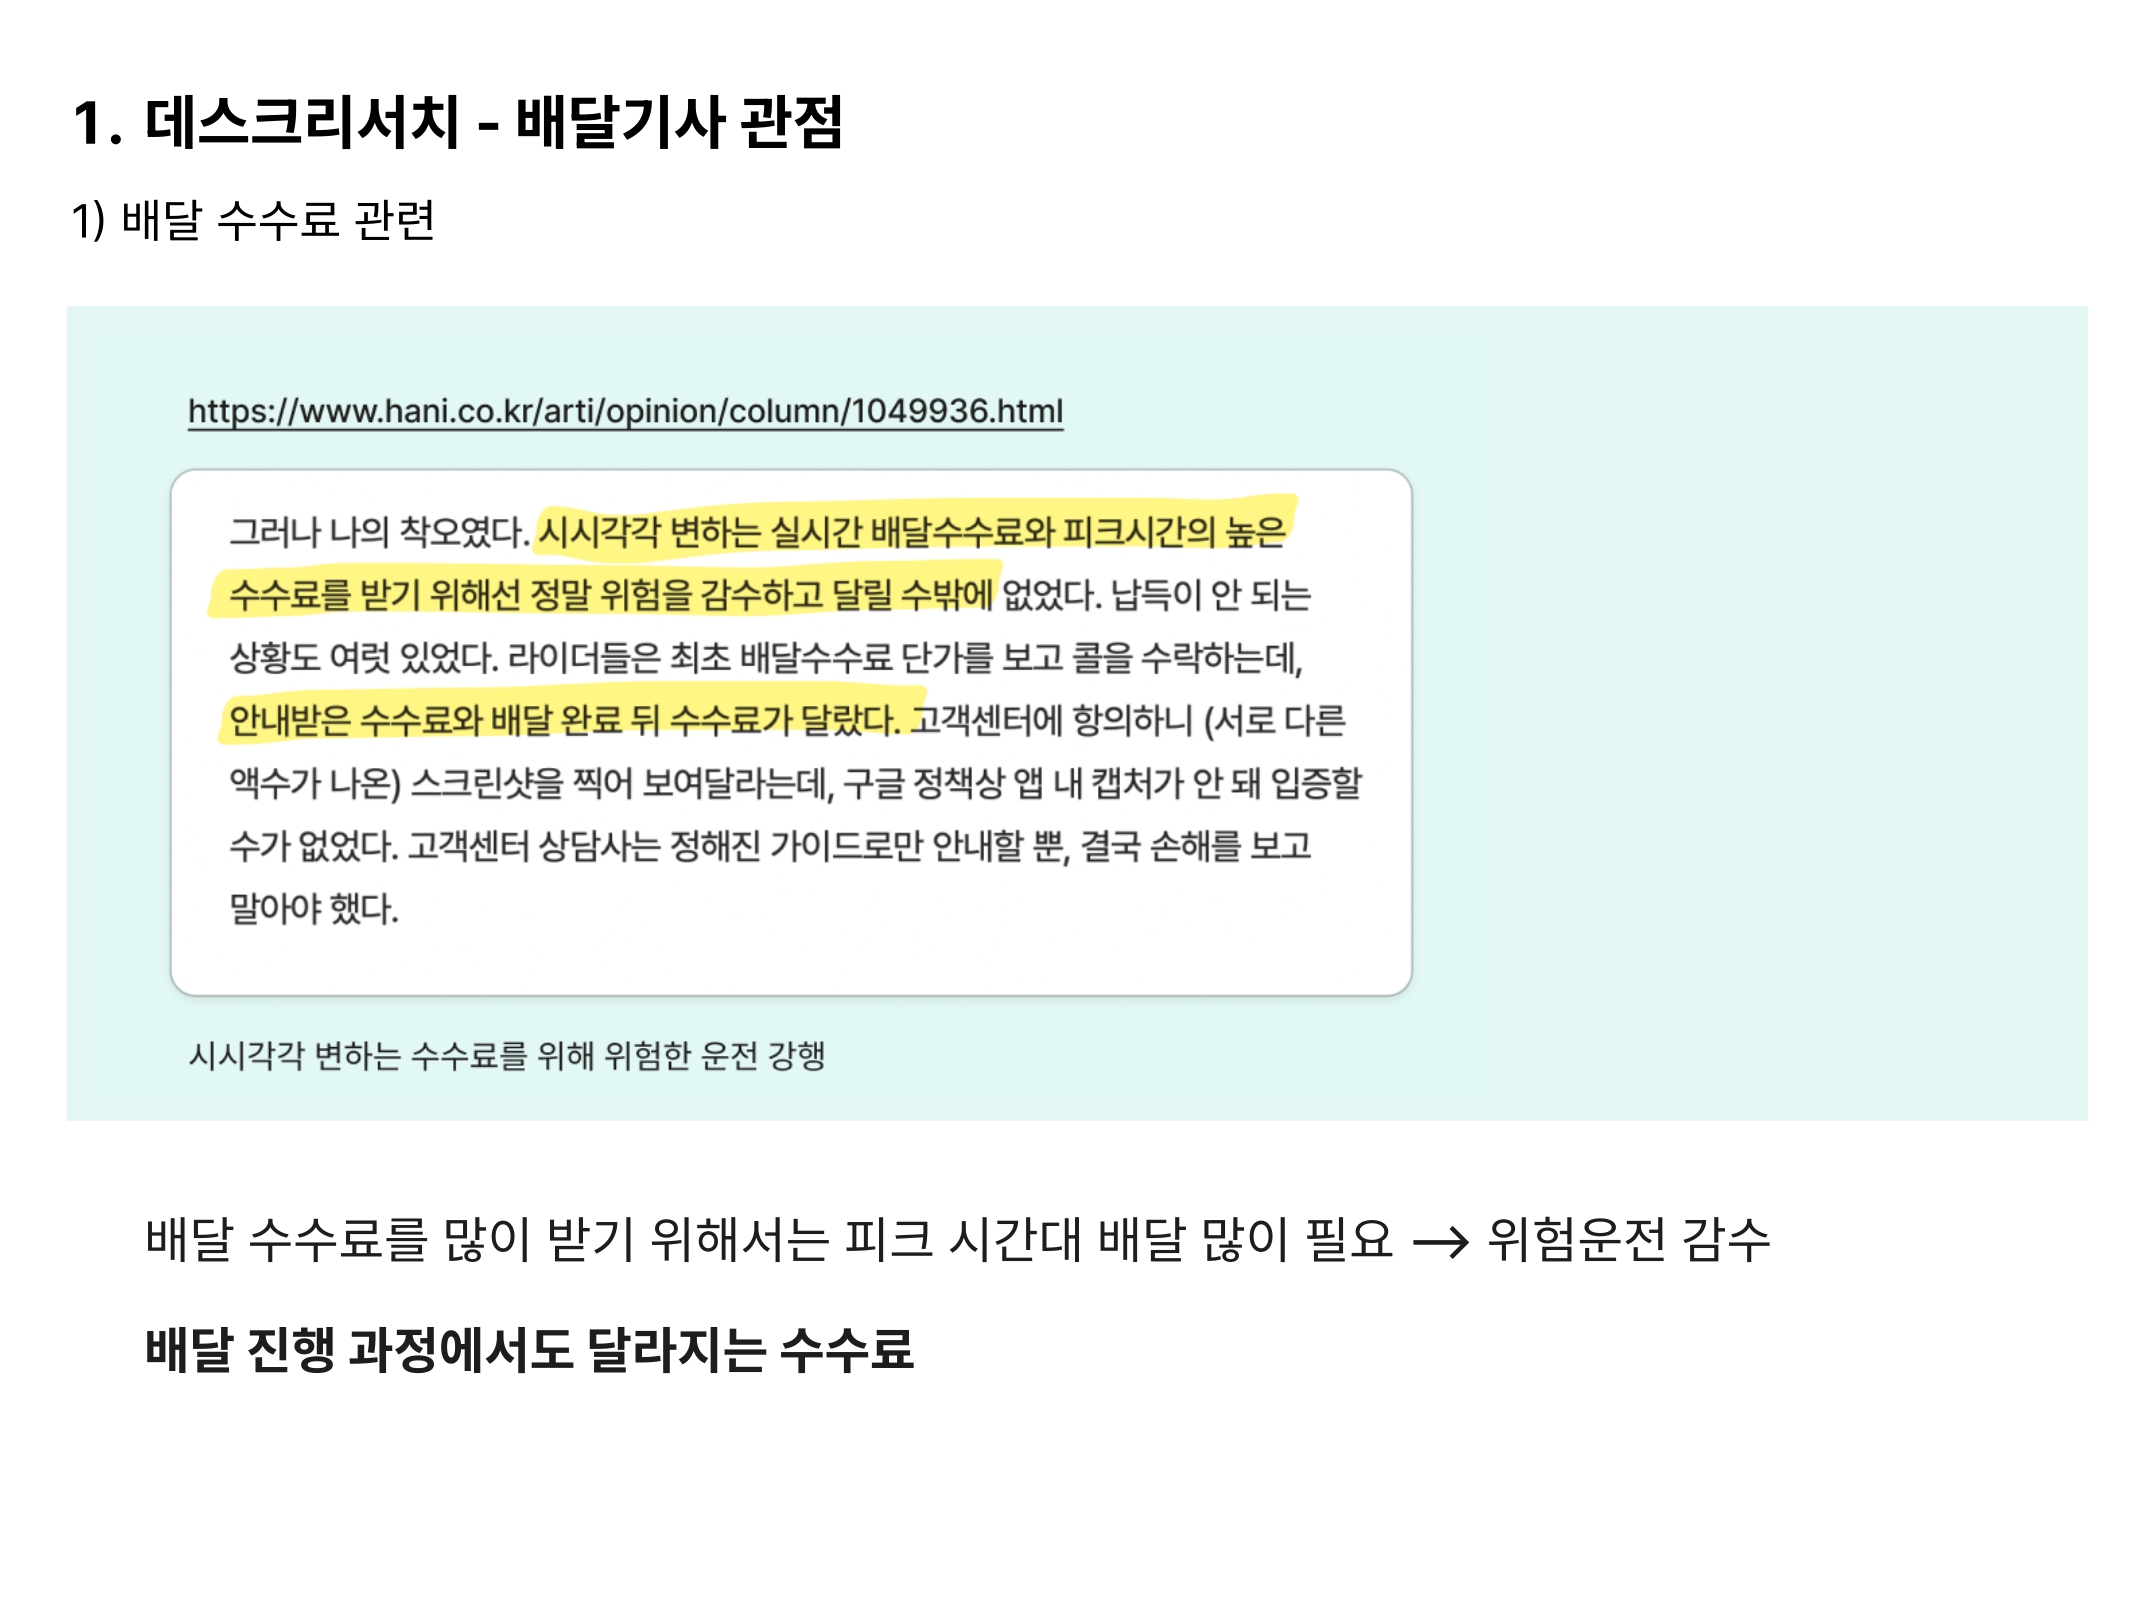 1. 데스크리서치 - 배달기사 관점
1) 배달 수수료 관련
https://www.hani.co.kr/arti/opinion/column/1049936.html
그러나 나의 착오였다. 시시각각 변하는 실시간 배달수수료와 피크시간의 높은
수수료를 받기 위해선 정말 위험을 감수하고 달릴 수밖에 없었다. 납득이 안 되는
상황도 여럿 있었다. 라이더들은 최초 배달수수료 단가를 보고 콜을 수락하는데,
안내받은 수수료와 배달 완료 뒤 수수료가 달랐다. 고객센터에 항의하니 (서로 다른
액수가 나온) 스크린샷을 찍어 보여달라는데, 구글 정책상 앱 내 캡처가 안 돼 입증할
수가 없었다. 고객센터 상담사는 정해진 가이드로만 안내할 뿐, 결국 손해를 보고
말아야 했다.
시시각각 변하는 수수료를 위해 위험한 운전 강행
배달 수수료를 많이 받기 위해서는 피크 시간대 배달 많이 필요 → 위험운전 감수
배달 진행 과정에서도 달라지는 수수료